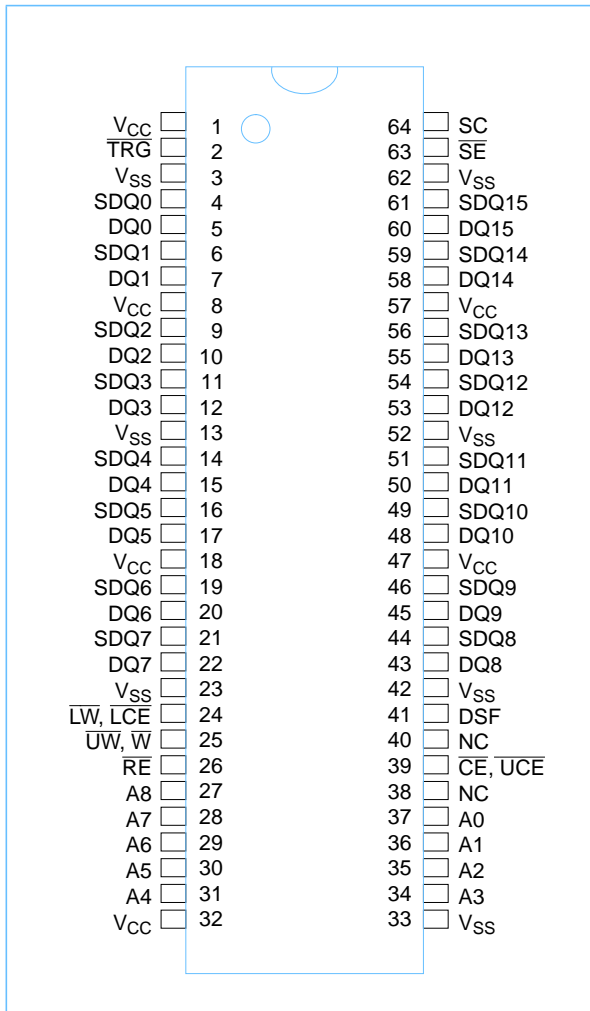 VCC 1 64 SC
TRG 2 63 SE
VSS 3 62 VSS
SDQ0 4 61 SDQ15
DQ0 5 60 DQ15
SDQ1 6 59 SDQ14
DQ1 7 58 DQ14
VCC 8 57 VCC
SDQ2 9 56 SDQ13
DQ2 10 55 DQ13
SDQ3 11 54 SDQ12
DQ3 12 53 DQ12
VSS 13 52 VSS
SDQ4 14 51 SDQ11
DQ4 15 50 DQ11
SDQ5 16 49 SDQ10
DQ5 17 48 DQ10
VCC 18 47 VCC
SDQ6 19 46 SDQ9
DQ6 20 45 DQ9
SDQ7 21 44 SDQ8
DQ7 22 43 DQ8
VSS 23 42 VSS
LW, LCE 24 41 DSF
UW, W 25 40 NC
RE 26 39 CE, UCE
A8 27 38 NC
A7 28 37 A0
A6 29 36 A1
A5 30 35 A2
A4 31 34 A3
VCC 32 33 VSS